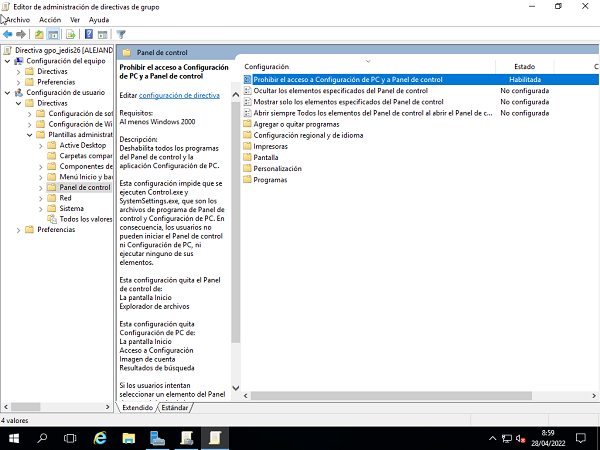 Editor de administración de directivas de grupo
Archivo Acción Ver Ayuda
Directiva gpo_jedis26 [ALEJAND
Configuración del equipo
Directivas
Preferencias
Configuración de usuario
Directivas
Configuración de sof
Configuración de Wi
Plantillas administrat
Active Desktop
Carpetas compar
Componentes de
Menú Inicio y ba
Panel de control
Red
Sistema
Todos los valores
Preferencias
Panel de control
Prohibir el acceso a Configuración
de PC y a Panel de control
Editar configuración de directiva
Requisitos:
Al menos Windows 2000
Descripción:
Deshabilita todos los programas
del Panel de control y la
aplicación Configuración de PC.
Esta configuración impide que se
ejecuten Control.exe y
SystemSettings.exe, que son los
archivos de programa de Panel de
control y Configuración de PC. En
consecuencia, los usuarios no
pueden iniciar el Panel de control
ni Configuración de PC, ni
ejecutar ninguno de sus
elementos.
Esta configuración quita el Panel
de control de:
La pantalla Inicio
Explorador de archivos
Esta configuración quita
Configuración de PC de:
La pantalla Inicio
Acceso a Configuración
Imagen de cuenta
Resultados de búsqueda
Si los usuarios intentan
seleccionar un elemento del Panel
Configuración Estado C
Prohibir el acceso a Configuración de PC y a Panel de control Habilitada
Ocultar los elementos especificados del Panel de control No configurada
Mostrar solo los elementos especificados del Panel de control No configurada
Abrir siempre Todos los elementos del Panel de control al abrir el Panel de c... No configurada
Agregar o quitar programas
Configuración regional y de idioma
Impresoras
Pantalla
Personalización
Programas
Extendido Estándar
4 valores
8:59
28/04/2022